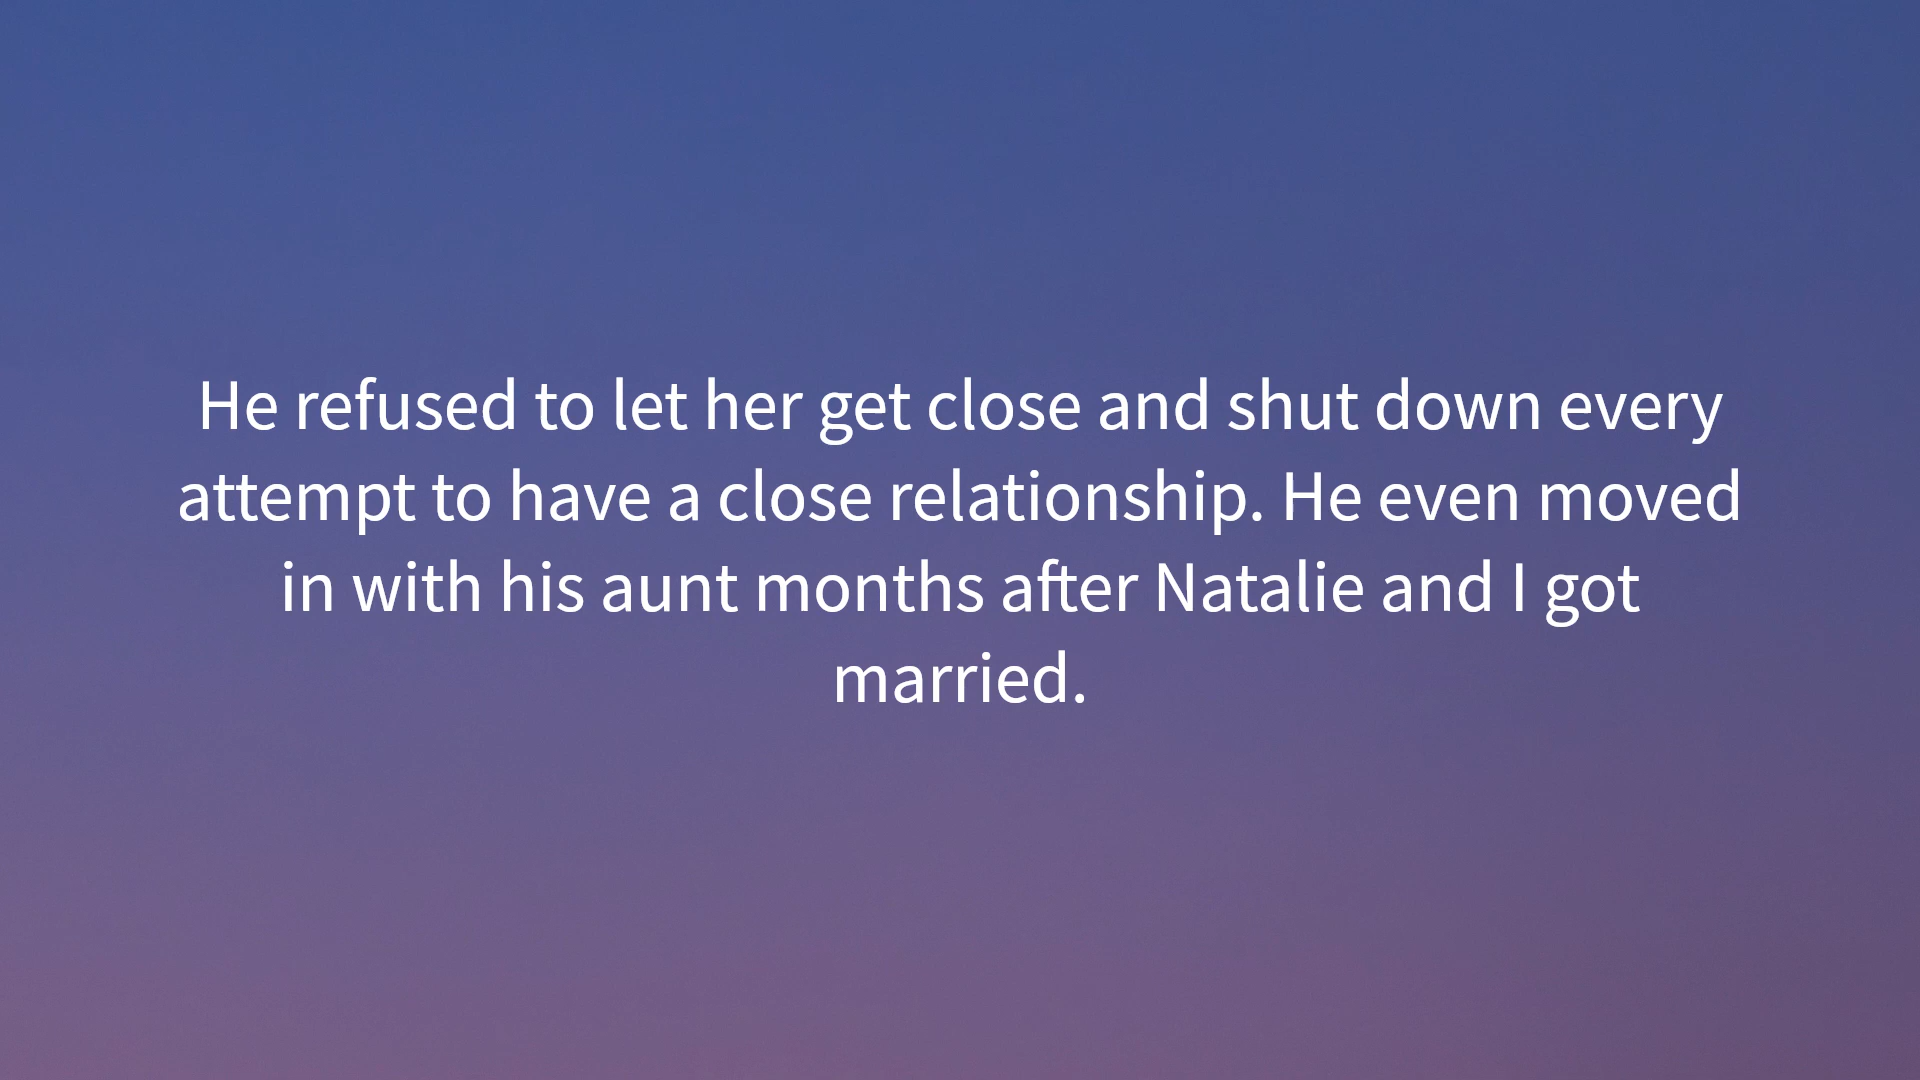 He refused to let her get close and shut down every
attempt to have a close relationship. He even moved
in with his aunt months after Natalie and I got
married.